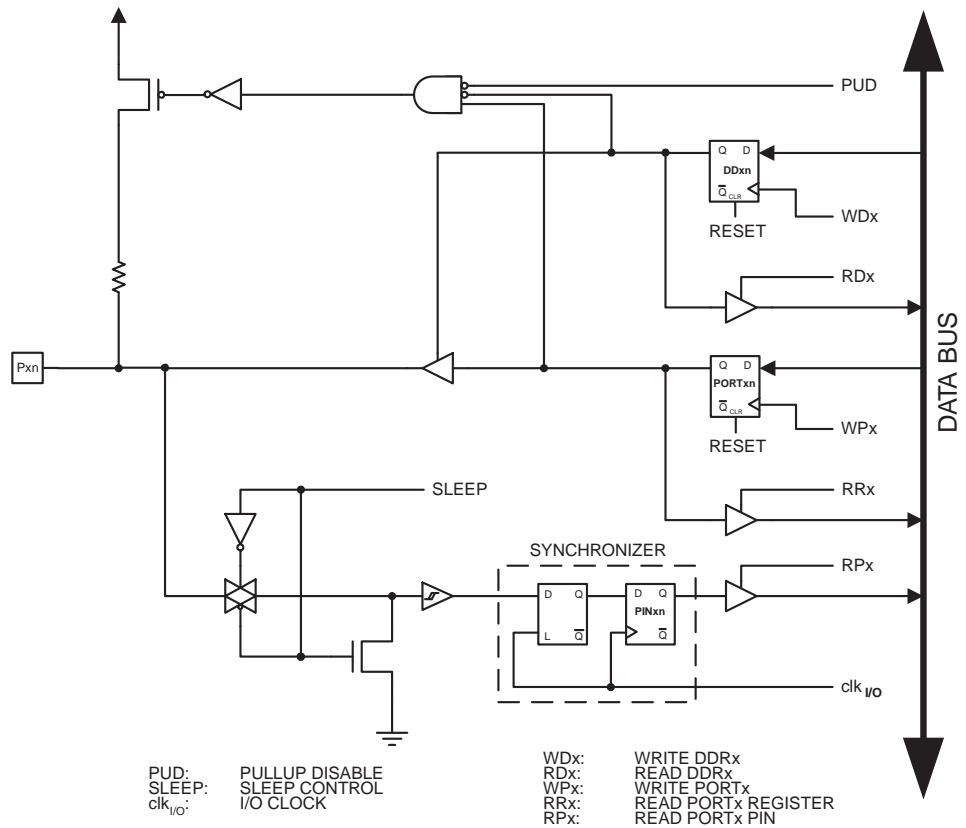 PUD
Q D
DDxn
Q CLR
WDx
RESET
RDx
Pxn
Q D
PORTxn
Q CLR
WPx
RESET
DATA BUS
SLEEP
RRx
SYNCHRONIZER
RPx
D Q
L Q
D Q
PINxn
Q
clk I/O
PUD: PULLUP DISABLE
SLEEP: SLEEP CONTROL
clk I/O: I/O CLOCK
WDx: WRITE DDRx
RDx: READ DDRx
WPx: WRITE PORTx
RRx: READ PORTx REGISTER
RPx: READ PORTx PIN